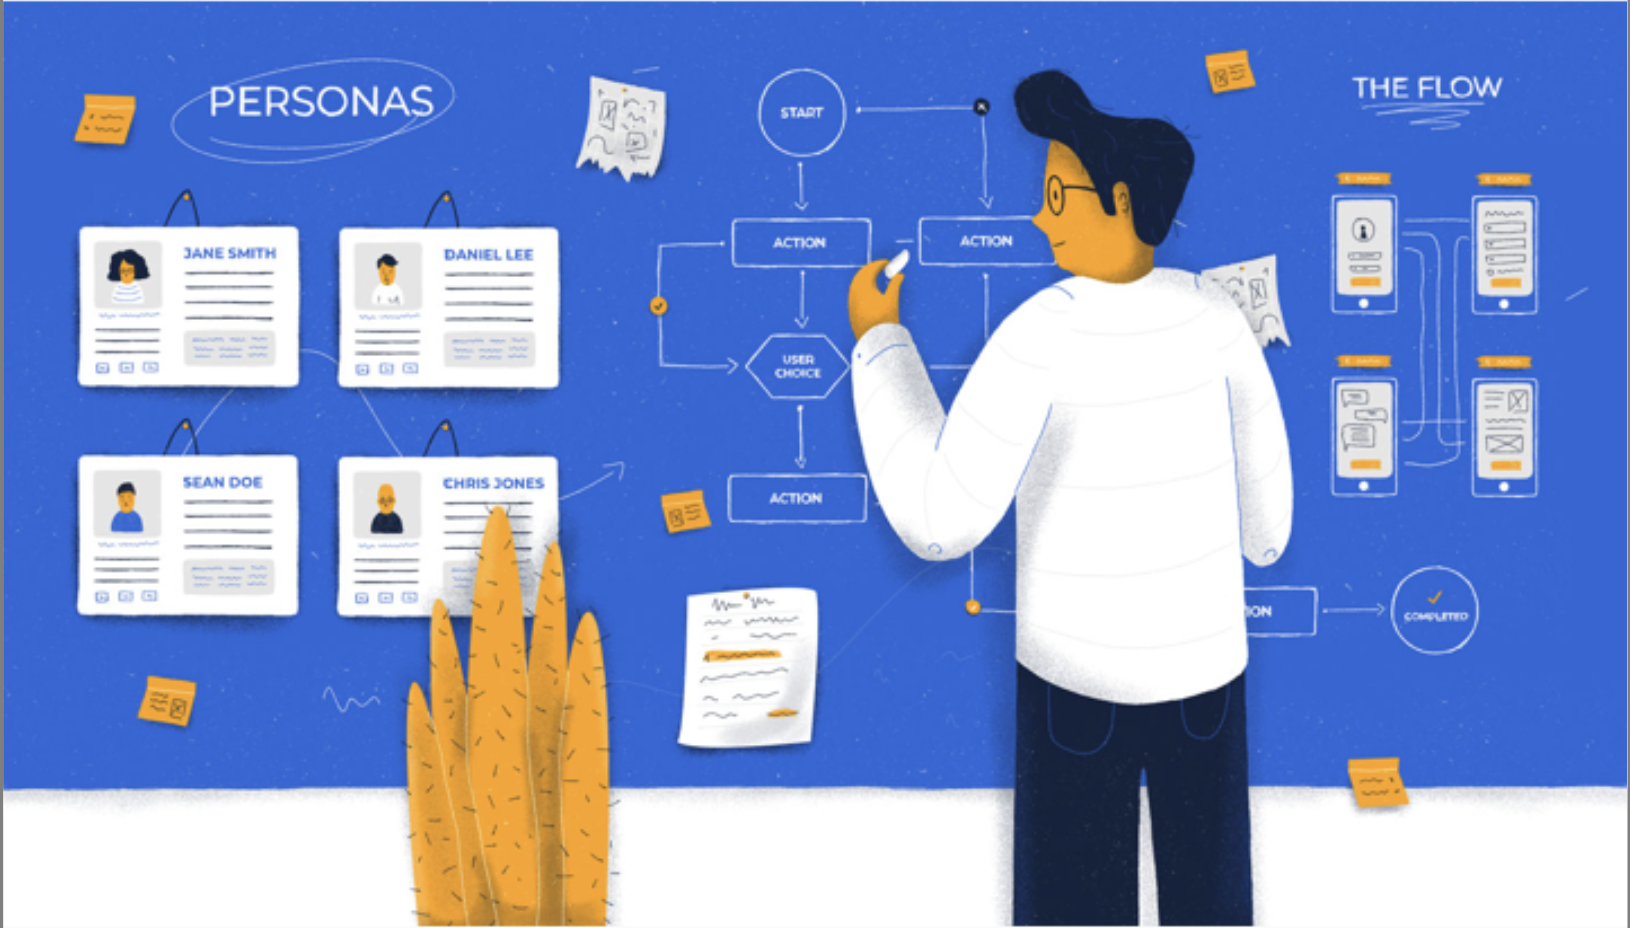 PERSONAS
JANE SMITH
DANIEL LEE
SEAN DOE
CHRIS JONES
START
ACTION
ACTION
USER
CHOICE
ACTION
ION
COMPLETED
THE FLOW